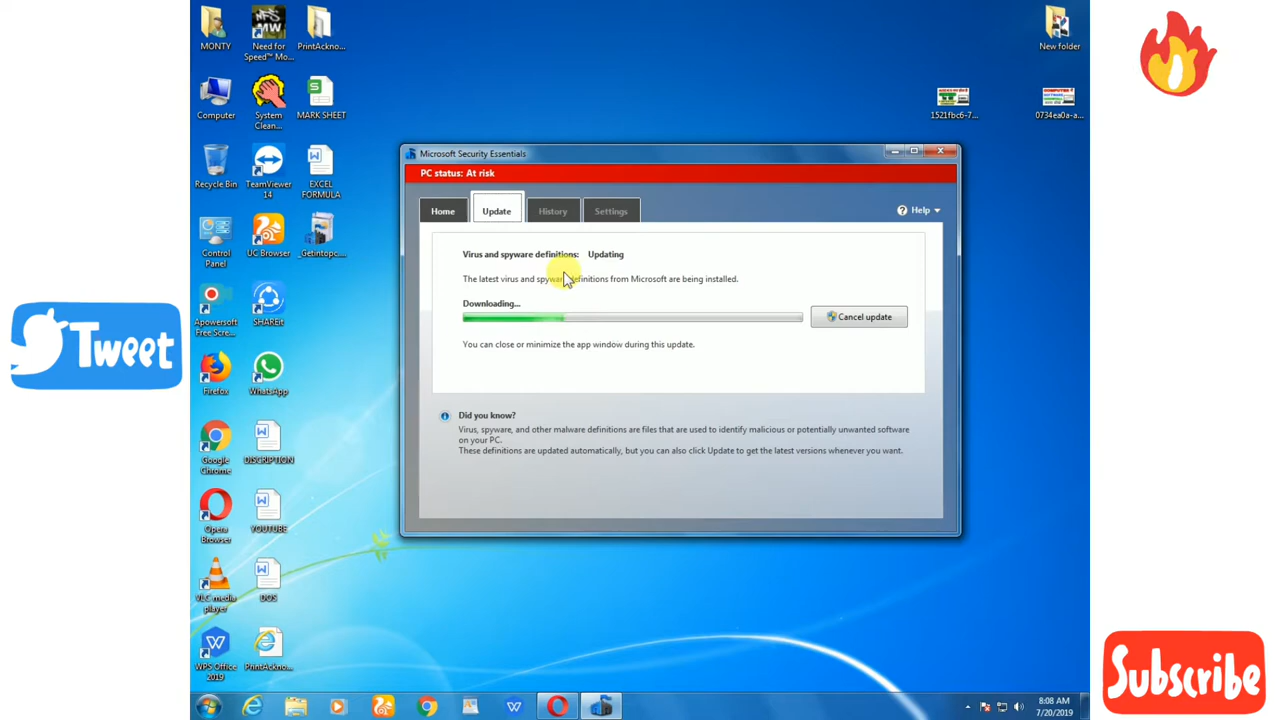 MONTY
Need for
Speed™ Mo...
PrintAckno...
New folder
Computer
System
Clean...
MARK SHEET
1521fbc6-7...
0734ea0a-a...
Recycle Bin
TeamViewer
14
EXCEL
FORMULA
Control
Panel
UC Browser
_Getintopc...
Apowersoft
Free Scre...
SHAREit
Firefox
WhatsApp
Google
Chrome
DISCRIPTION
Opera
Browser
YOUTUBE
VLC media
player
DOS
WPS Office
2019
PrintAckno...
Microsoft Security Essentials
PC status: At risk
Home
Update
History
Settings
Help
Virus and spyware definitions: Updating
The latest virus and spyware definitions from Microsoft are being installed.
Downloading...
Cancel update
You can close or minimize the app window during this update.
Did you know?
Virus, spyware, and other malware definitions are files that are used to identify malicious or potentially unwanted software
on your PC.
These definitions are updated automatically, but you can also click Update to get the latest versions whenever you want.
Tweet
Subscribe
8:08 AM
7/20/2019